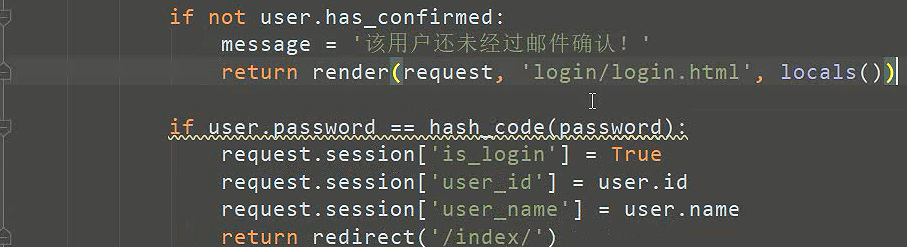 if not user.has_confirmed:
message = '该用户还未经过邮件确认！'
return render(request, 'login/login.html', locals())
if user.password == hash_code(password):
request.session['is_login'] = True
request.session['user_id'] = user.id
request.session['user_name'] = user.name
return redirect('/index/')